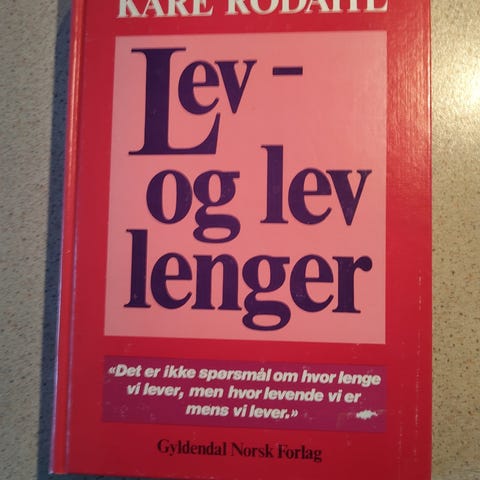 KÅRE RODAHL
Lev –
og lev
lenger
«Det er ikke spørsmål om hvor lenge
vi lever, men hvor levende vi er
mens vi lever.»
Gyldendal Norsk Forlag